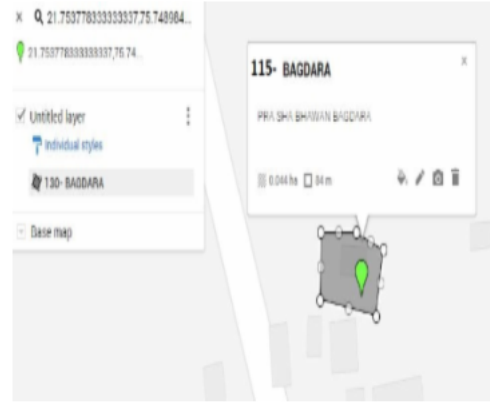 21.753778333333337,75.748984...
21.753778333333337,75.74...
Untitled layer
Individual styles
130- BAGDARA
Base map
115- BAGDARA
PRA SHA BHAWAN BAGDARA
0.044 ha 84 m